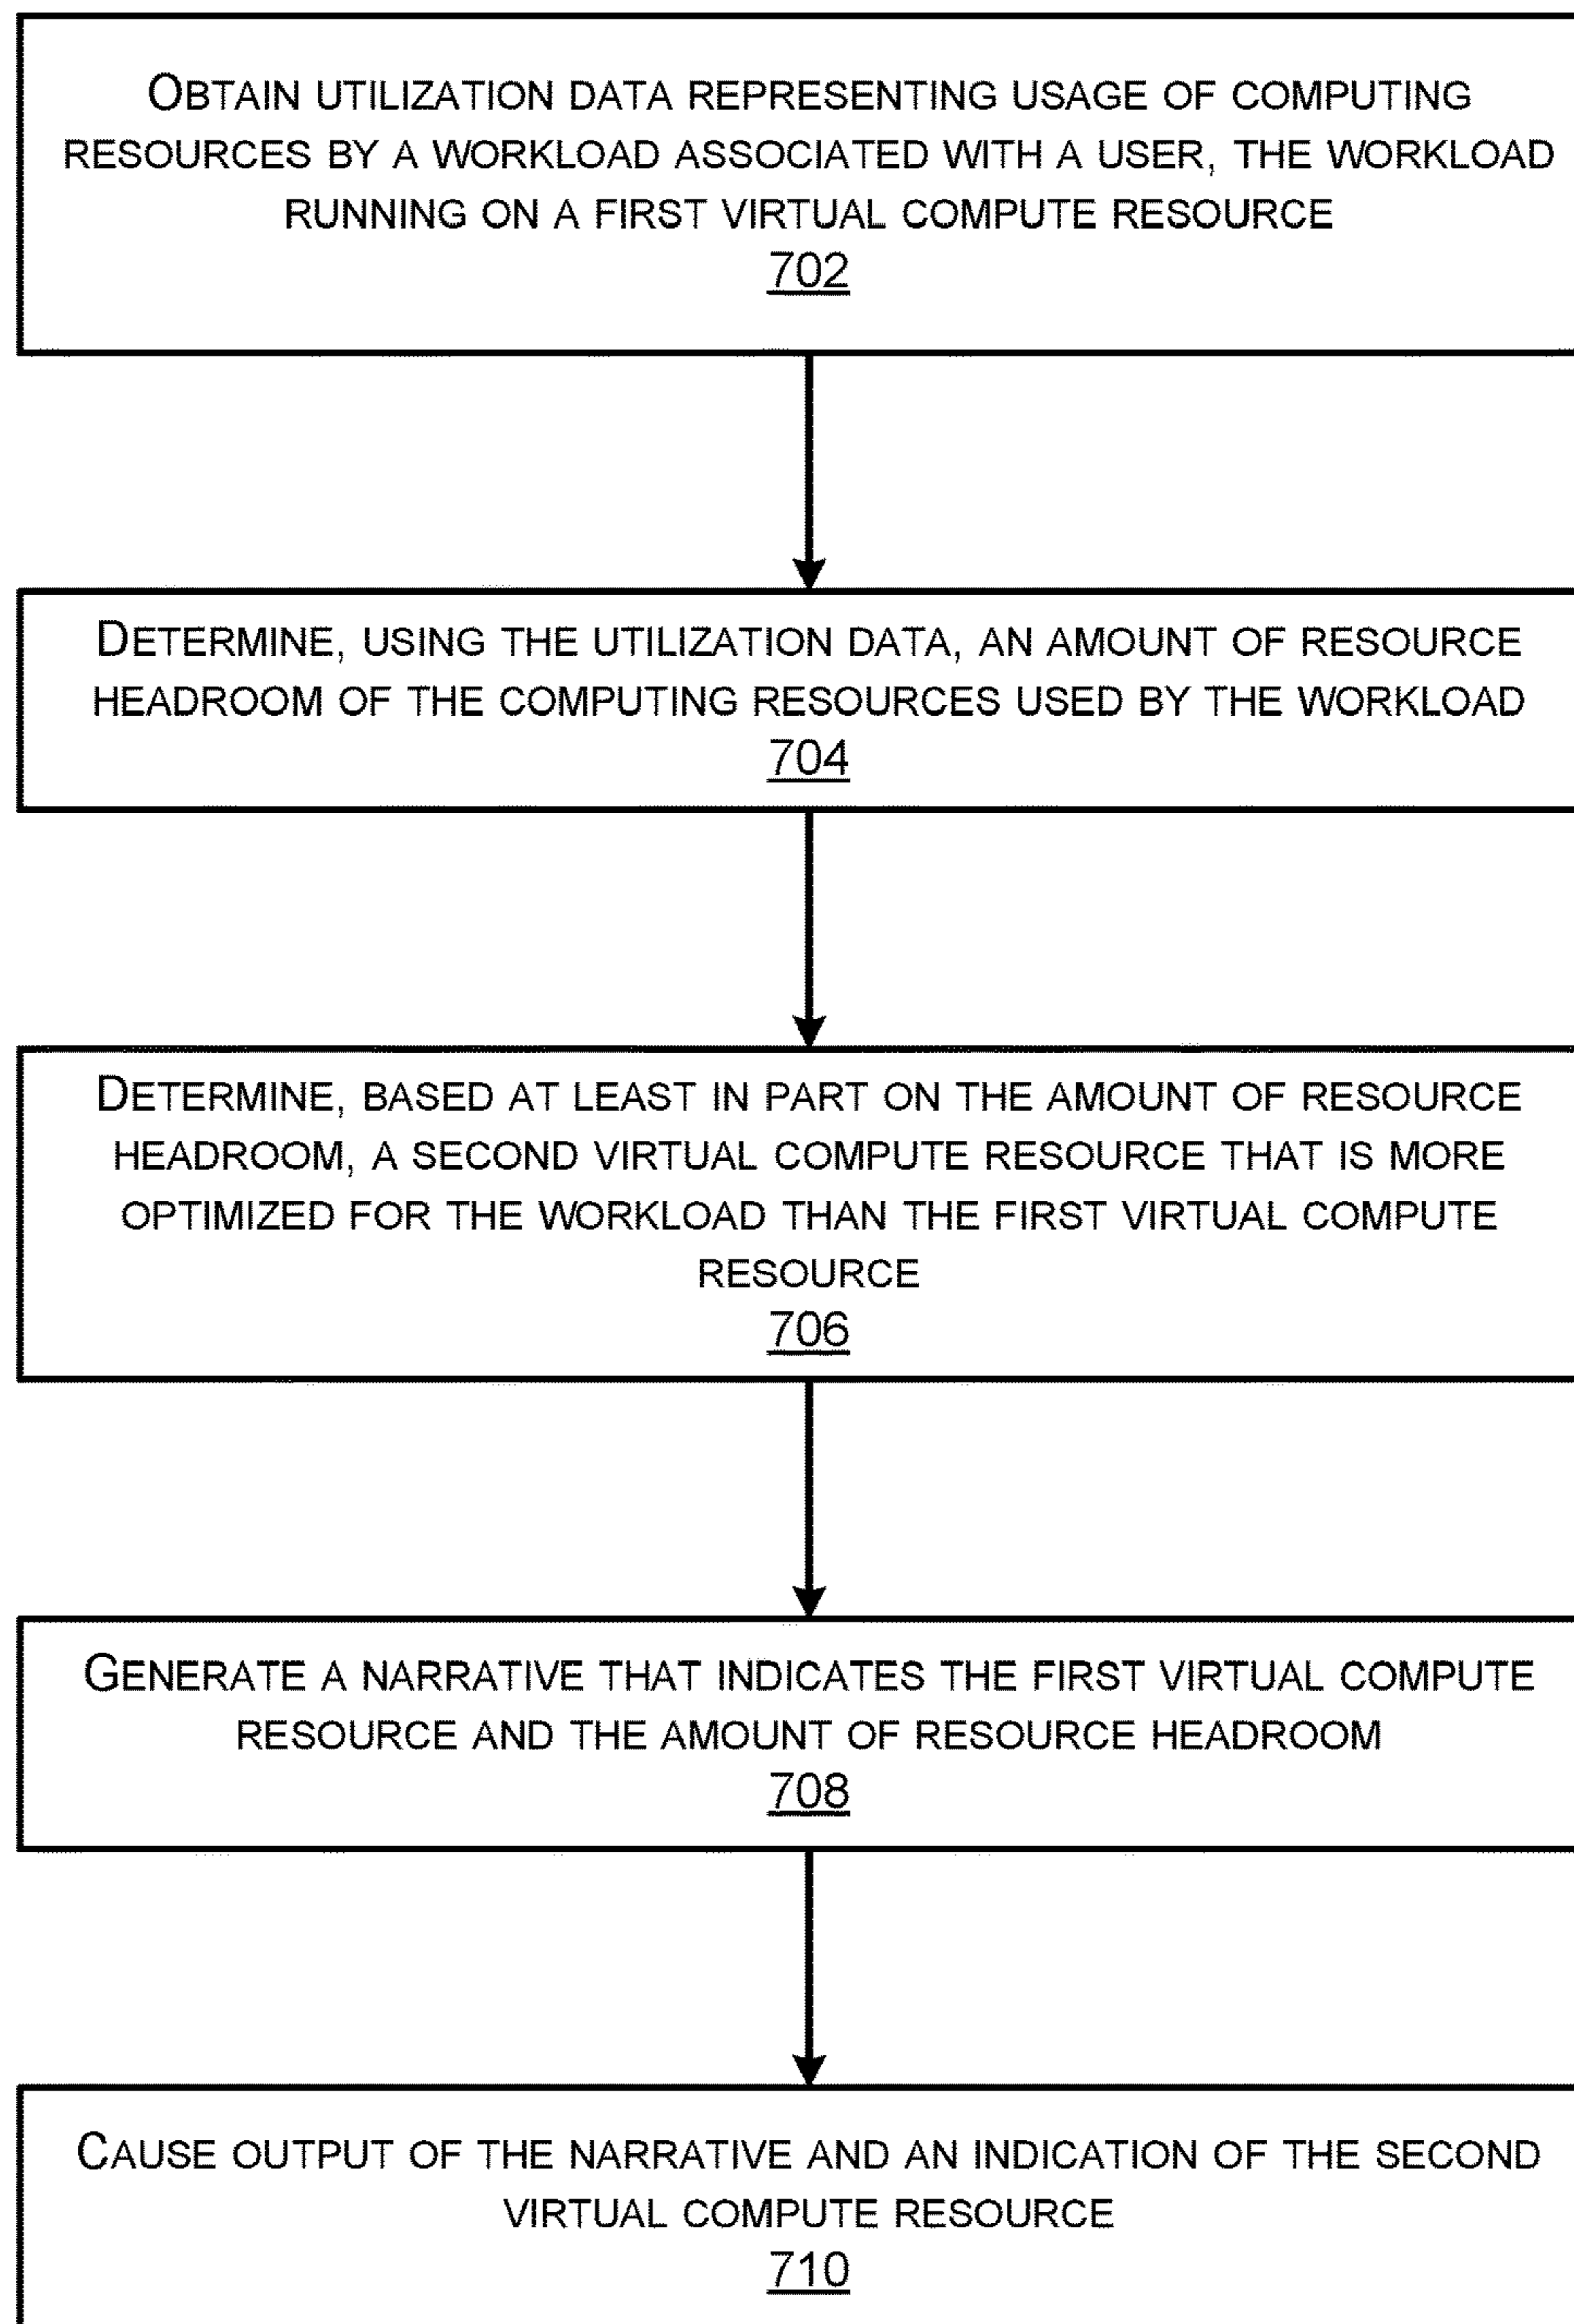 OBTAIN UTILIZATION DATA REPRESENTING USAGE OF COMPUTING
RESOURCES BY A WORKLOAD ASSOCIATED WITH A USER, THE WORKLOAD
RUNNING ON A FIRST VIRTUAL COMPUTE RESOURCE
702
DETERMINE, USING THE UTILIZATION DATA, AN AMOUNT OF RESOURCE
HEADROOM OF THE COMPUTING RESOURCES USED BY THE WORKLOAD
704
DETERMINE, BASED AT LEAST IN PART ON THE AMOUNT OF RESOURCE
HEADROOM, A SECOND VIRTUAL COMPUTE RESOURCE THAT IS MORE
OPTIMIZED FOR THE WORKLOAD THAN THE FIRST VIRTUAL COMPUTE
RESOURCE
706
GENERATE A NARRATIVE THAT INDICATES THE FIRST VIRTUAL COMPUTE
RESOURCE AND THE AMOUNT OF RESOURCE HEADROOM
708
CAUSE OUTPUT OF THE NARRATIVE AND AN INDICATION OF THE SECOND
VIRTUAL COMPUTE RESOURCE
710